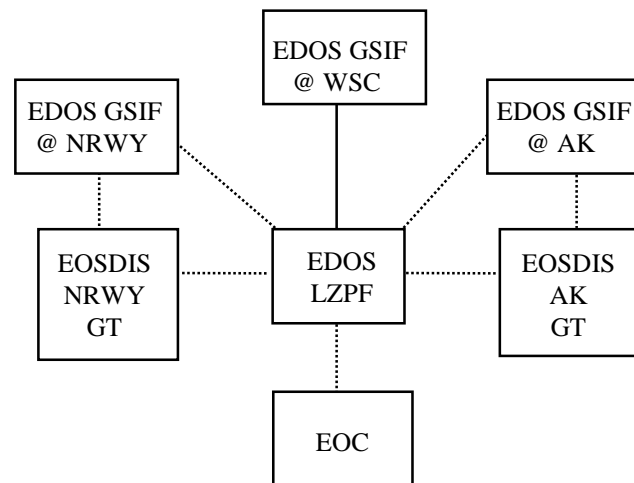 EDOS GSIF
@ WSC
EDOS GSIF
@ NRWY
EDOS GSIF
@ AK
EOSDIS
NRWY
GT
EDOS
LZPF
EOSDIS
AK
GT
EOC